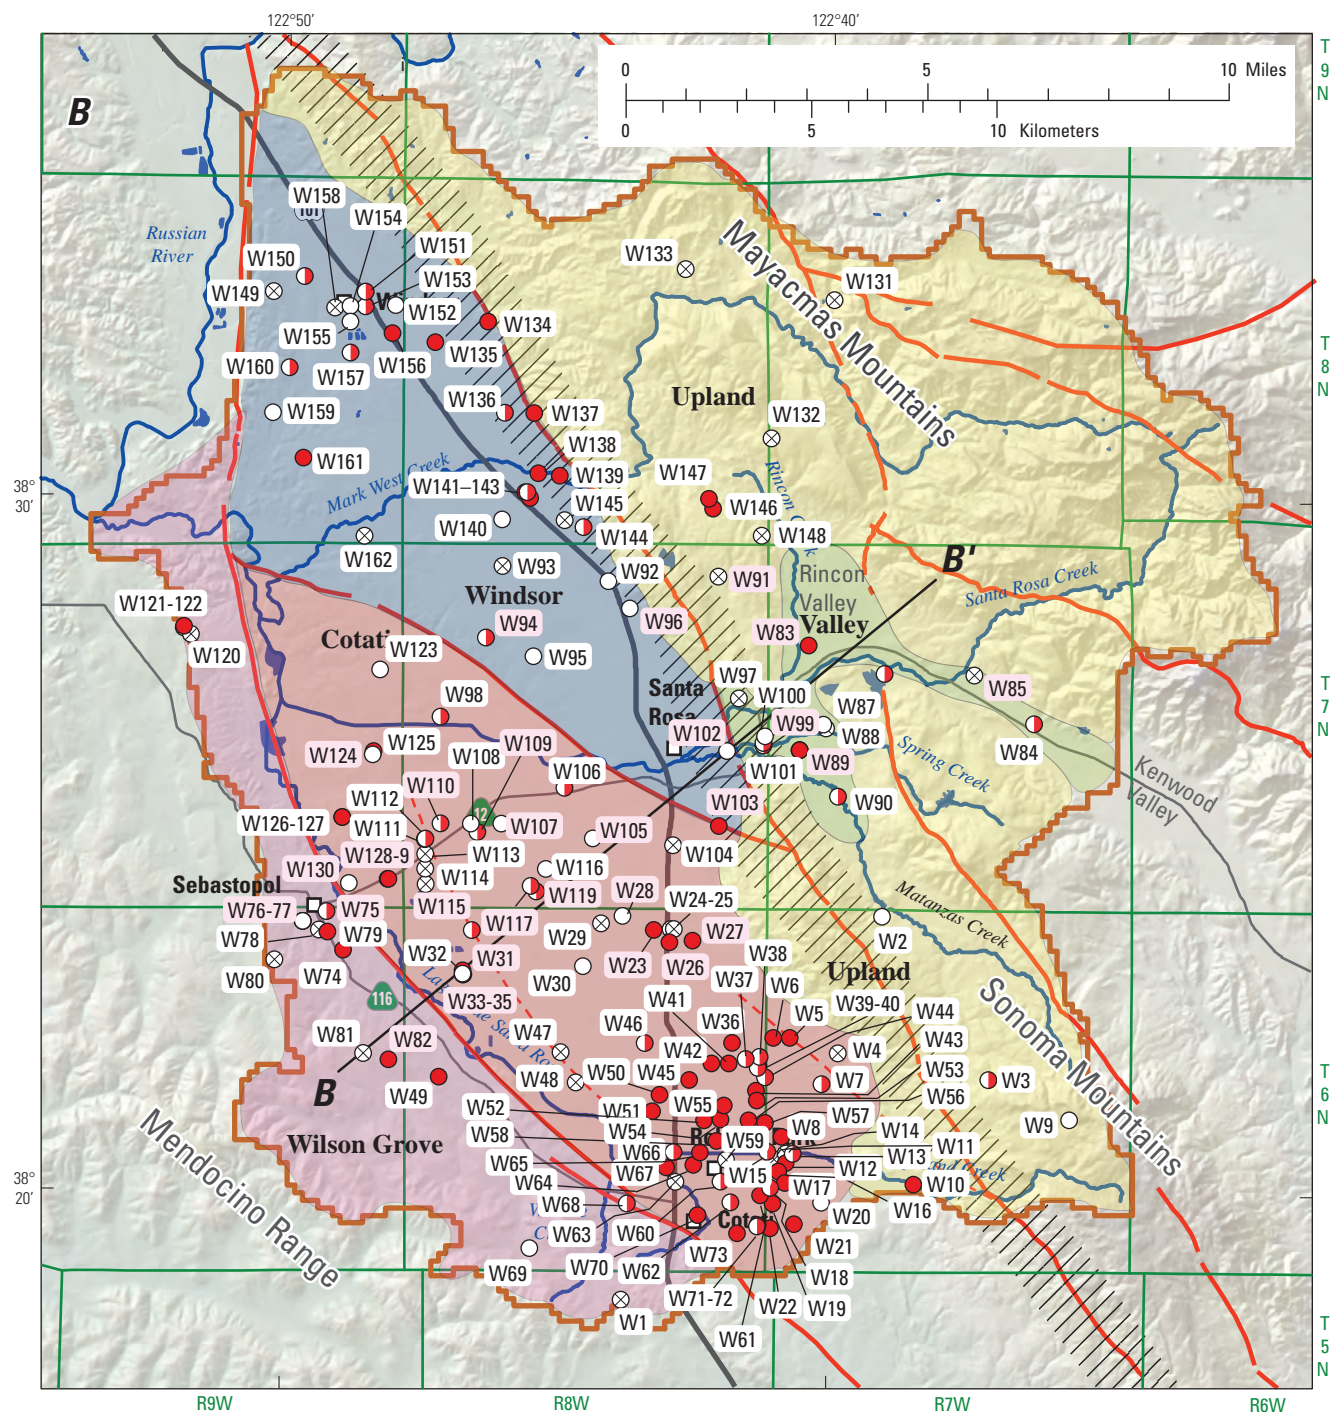 122°50'
122°40'
T
9
N
0
5
10 Miles
0
5
10 Kilometers
B
W158
101
W154
Russian
River
W150
W151
W133
Mayacmas Mountains
W149
W153
W131
W152
W134
W155
W135
W156
W157
W160
T
8
N
Upland
W136
W137
W159
W132
W138
W161
Mark West Creek
W147
W139
38°
30'
W141–143
W145
W146
W140
W144
W148
W162
B'
W93
W92
W91
Rincon
Valley
Valley
Santa Rosa Creek
Windsor
W121-122
W94
W96
W83
Cotati
W120
W123
W95
W97
W85
Santa
Rosa
W100
T
7
N
W98
W87
W102
W99
W88
W84
W124
W125
W108
W109
W89
W101
Spring Creek
Kenwood
Valley
W106
W110
W112
W90
12
W103
W126-127
W111
W107
W105
W128-9
W113
W104
W130
W116
W114
Sebastopol
W28
Matanzas Creek
W119
W24-25
W76-77
W75
W115
W117
W2
W78
W79
W29
W27
W32
W31
W23
W26
W38
Upland
W80
W74
W30
W37
W6
Sonoma Mountains
116
W33-35
W41
W39-40
W5
W44
W81
W82
W47
W46
W36
W43
W42
W4
B
W50
W45
W53
W7
W3
W48
W49
W56
T
6
N
W52
W51
W55
W57
W9
Mendocino Range
Wilson Grove
W58
W54
W59
W8
W14
W11
W66
W65
W13
W67
W15
W12
38°
20'
W64
W17
W10
W68
W16
W20
W63
W60
Cotati
W21
W73
W69
W70
W62
W18
W71-72
W22
W19
W1
W61
T
5
N
R9W
R8W
R7W
R6W